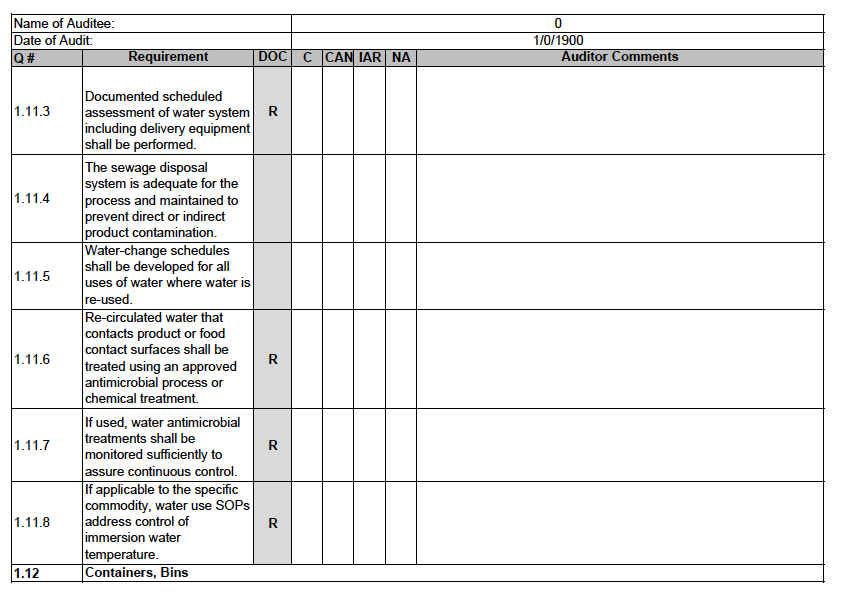 Name of Auditee: 0
Date of Audit: 1/0/1900
Q # Requirement DOC C CAN IAR NA Auditor Comments
Documented scheduled
1.11.3 assessment of water system R
including delivery equipment
shall be performed.
The sewage disposal
system is adequate for the
1.11.4 process and maintained to
prevent direct or indirect
product contamination.
Water-change schedules
shall be developed for all
1.11.5 uses of water where water is
re-used.
Re-circulated water that
contacts product or food
contact surfaces shall be
1.11.6 treated using an approved R
antimicrobial process or
chemical treatment.
If used, water antimicrobial
treatments shall be
1.11.7 monitored sufficiently to R
assure continuous control.
If applicable to the specific
commodity, water use SOPs
1.11.8 address control of R
immersion water
temperature.
1.12 Containers, Bins